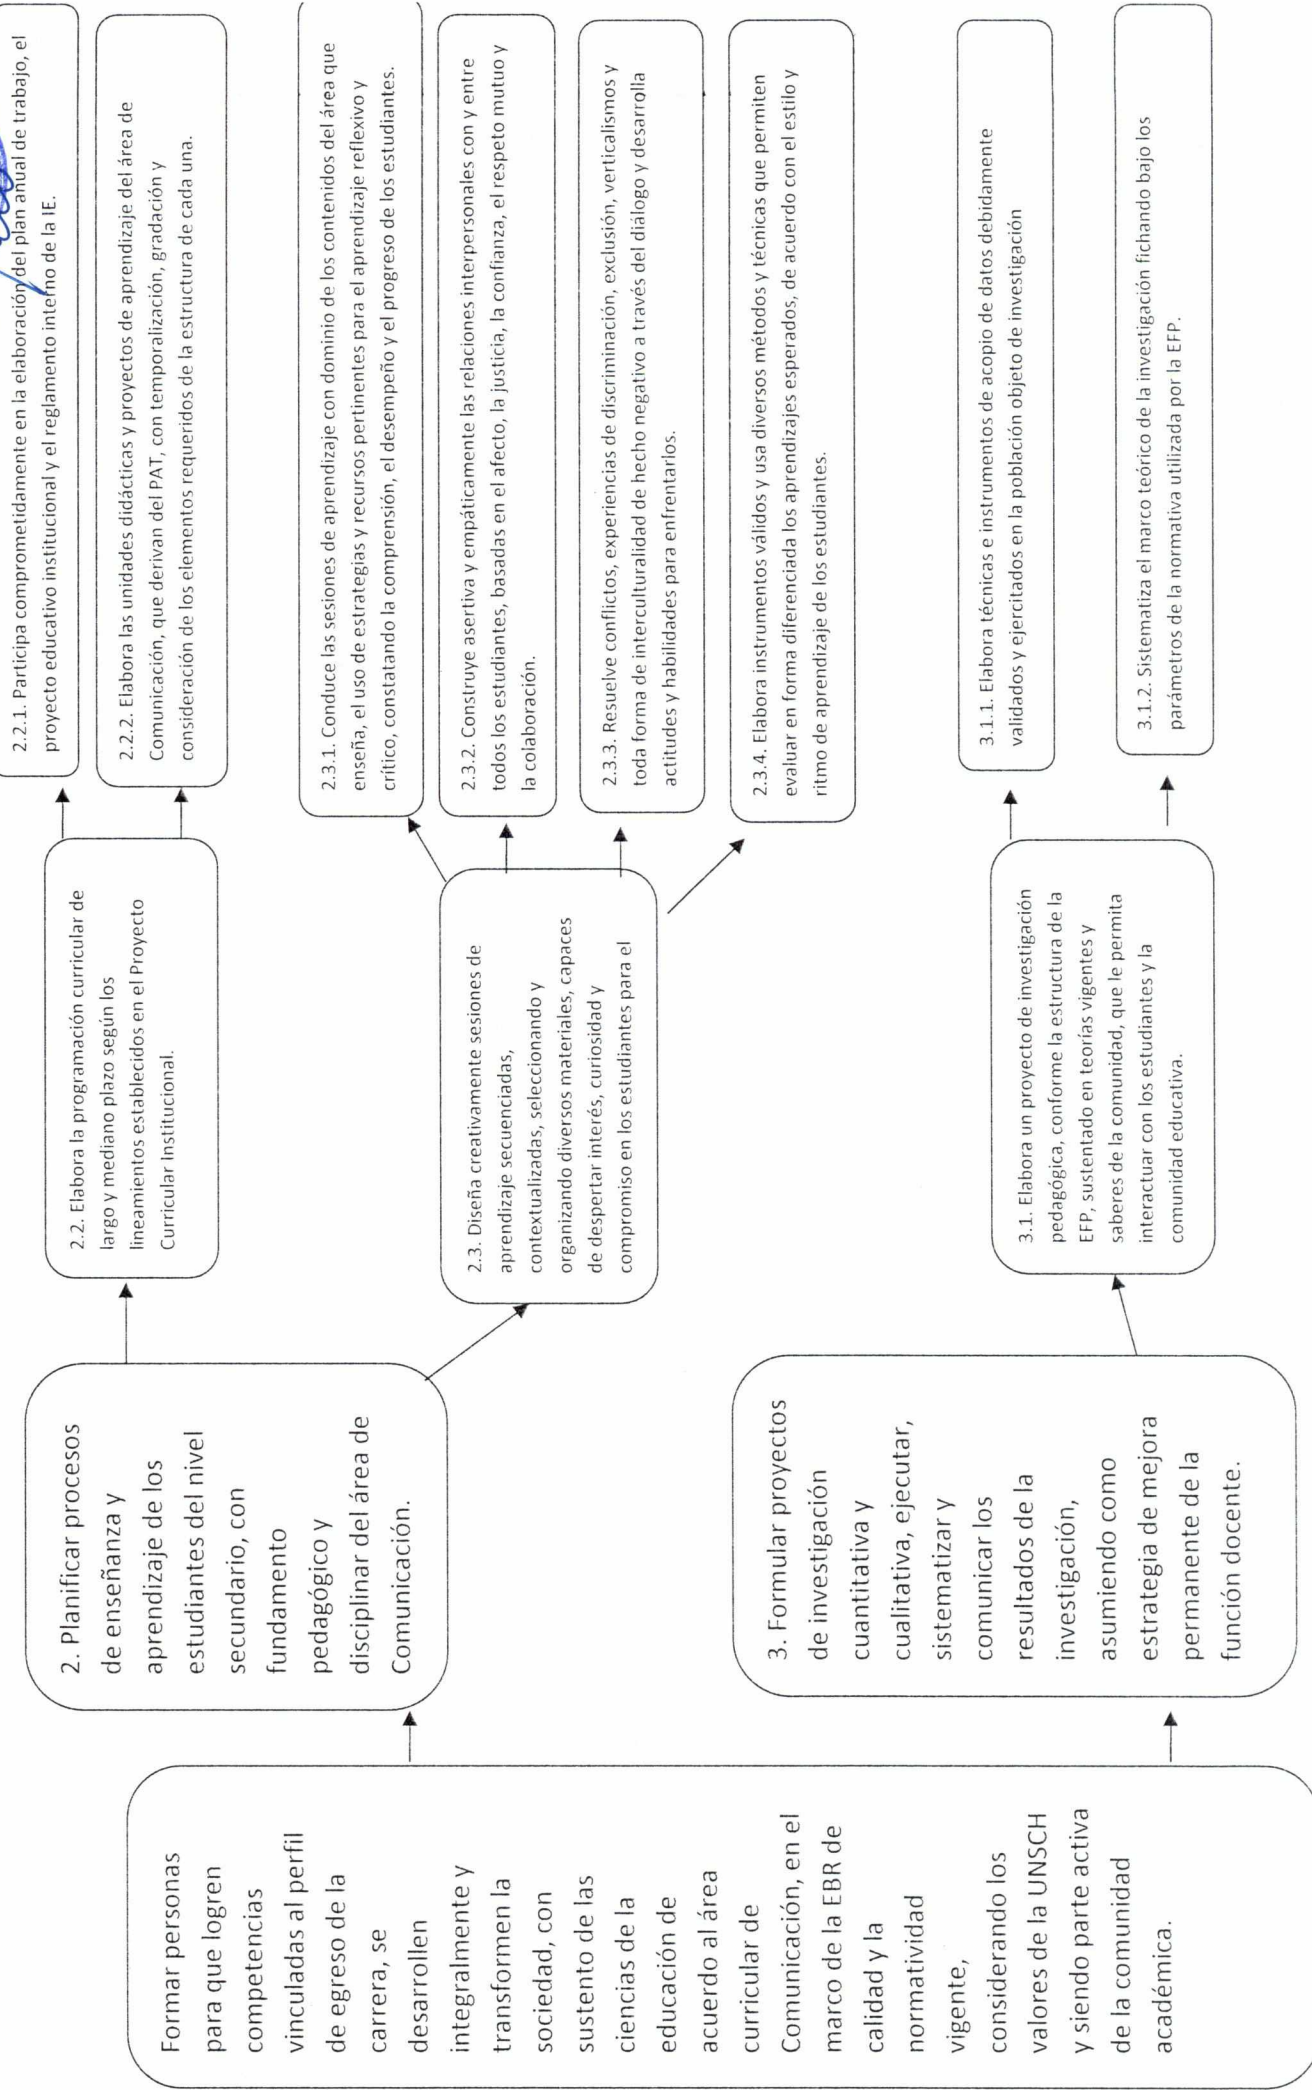 Formar personas
para que logren
competencias
vinculadas al perfil
de egreso de la
carrera, se
desarrollen
integralmente y
transformen la
sociedad, con
sustento de las
ciencias de la
educación de
acuerdo al área
curricular de
Comunicación, en el
marco de la EBR de
calidad y la
normatividad
vigente,
considerando los
valores de la UNSCH
y siendo parte activa
de la comunidad
académica.
2. Planificar procesos
de enseñanza y
aprendizaje de los
estudiantes del nivel
secundario, con
fundamento
pedagógico y
disciplinar del área de
Comunicación.
2.2. Elabora la programación curricular de
largo y mediano plazo según los
lineamientos establecidos en el Proyecto
Curricular Institucional.
2.2.1. Participa comprometidamente en la elaboración del plan anual de trabajo, el
proyecto educativo institucional y el reglamento interno de la IE.
2.2.2. Elabora las unidades didácticas y proyectos de aprendizaje del área de
Comunicación, que derivan del PAT, con temporalización, gradación y
consideración de los elementos requeridos de la estructura de cada una.
2.3. Diseña creativamente sesiones de
aprendizaje secuenciadas,
contextualizadas, seleccionando y
organizando diversos materiales, capaces
de despertar interés, curiosidad y
compromiso en los estudiantes para el
2.3.1. Conduce las sesiones de aprendizaje con dominio de los contenidos del área que
enseña, el uso de estrategias y recursos pertinentes para el aprendizaje reflexivo y
crítico, constatando la comprensión, el desempeño y el progreso de los estudiantes.
2.3.2. Construye asertiva y empáticamente las relaciones interpersonales con y entre
todos los estudiantes, basadas en el afecto, la justicia, la confianza, el respeto mutuo y
la colaboración.
2.3.3. Resuelve conflictos, experiencias de discriminación, exclusión, verticalismos y
toda forma de interculturalidad de hecho negativo a través del diálogo y desarrolla
actitudes y habilidades para enfrentarlos.
2.3.4. Elabora instrumentos válidos y usa diversos métodos y técnicas que permiten
evaluar en forma diferenciada los aprendizajes esperados, de acuerdo con el estilo y
ritmo de aprendizaje de los estudiantes.
3. Formular proyectos
de investigación
cuantitativa y
cualitativa, ejecutar,
sistematizar y
comunicar los
resultados de la
investigación,
asumiendo como
estrategia de mejora
permanente de la
función docente.
3.1. Elabora un proyecto de investigación
pedagógica, conforme la estructura de la
EFP, sustentado en teorías vigentes y
saberes de la comunidad, que le permita
interactuar con los estudiantes y la
comunidad educativa.
3.1.1. Elabora técnicas e instrumentos de acopio de datos debidamente
validados y ejercitados en la población objeto de investigación
3.1.2. Sistematiza el marco teórico de la investigación fichando bajo los
parámetros de la normativa utilizada por la EFP.